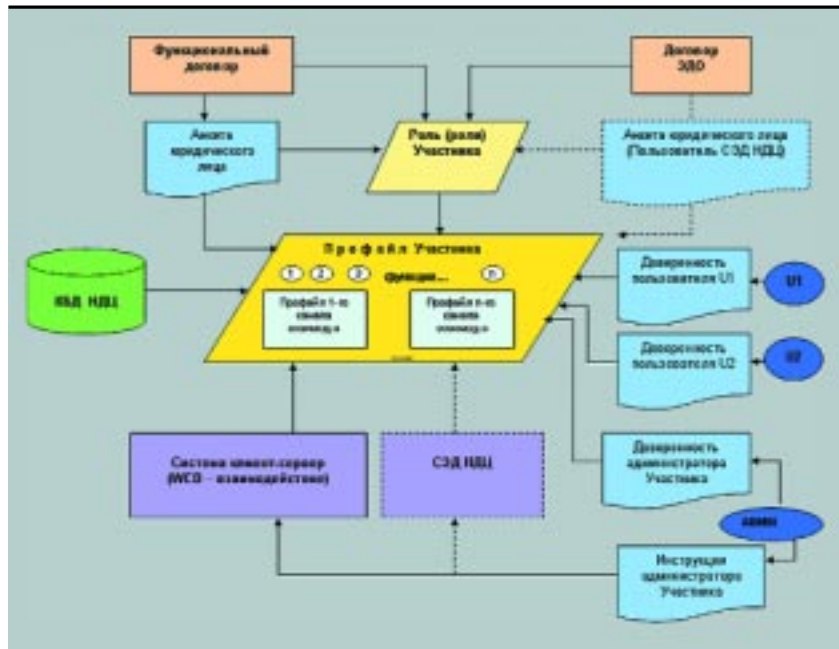 Функциональный
договор
Договор
ЭДО
Анкета
юридического
лица
Роль (роли)
Участника
Анкета юридического лица
(Пользователь СЭД НДЦ)
Профайл Участника
1 2 3 функции... n
Профайл 1-го
канала
Профайл n-го
канала
КБД НДЦ
Доверенность
пользователя U1
U1
Доверенность
пользователя U2
U2
Система клиент-сервер
(WEB – взаимодействие)
СЭД НДЦ
Доверенность
администратора
Участника
ADMIN
Инструкция
администратора
Участника